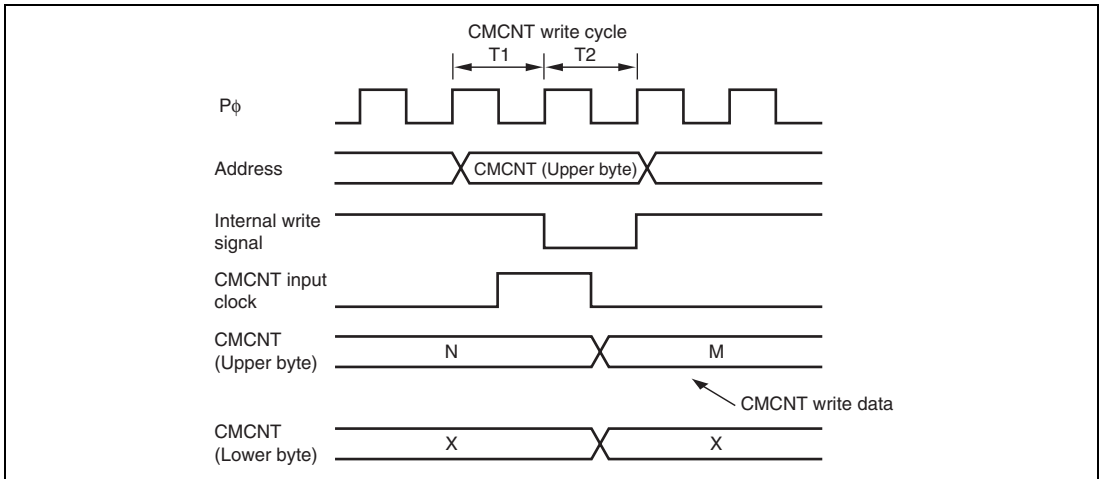 CMCNT write cycle
T1 T2
Pϕ
Address
CMCNT (Upper byte)
Internal write
signal
CMCNT input
clock
CMCNT
(Upper byte)
N M
CMCNT write data
CMCNT
(Lower byte)
X X